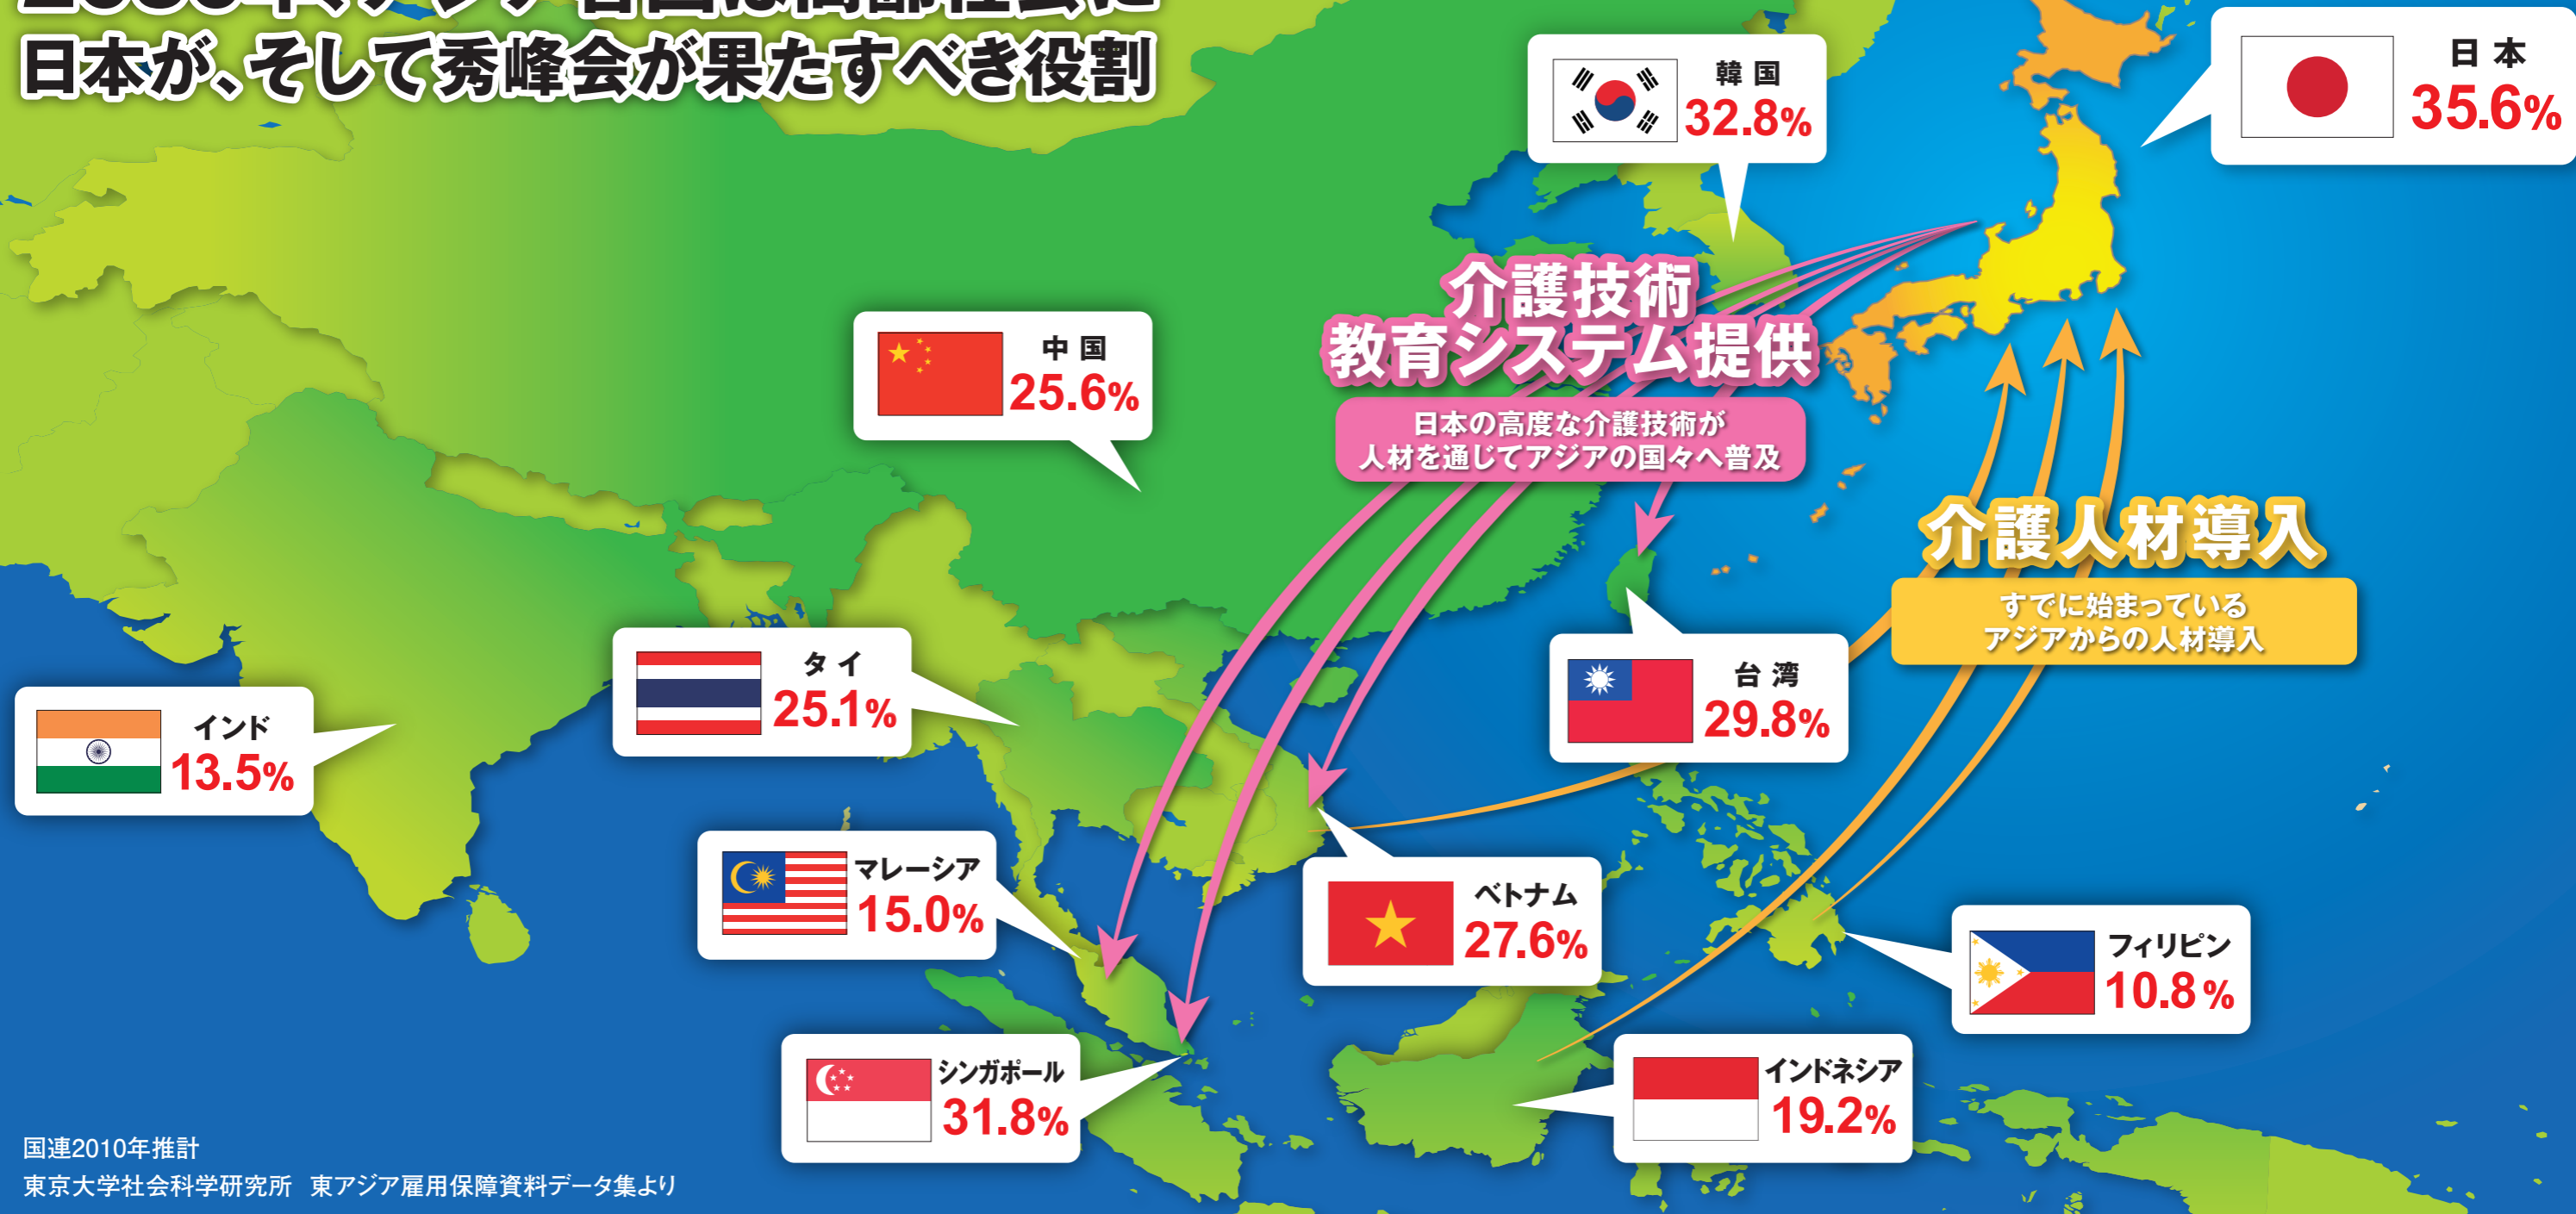 日本が、そして秀峰会が果たすべき役割
韓国
32.8%
日本
35.6%
介護技術
教育システム提供
日本の高度な介護技術が
人材を通じてアジアの国々へ普及
中国
25.6%
介護人材導入
すでに始まっている
アジアからの人材導入
タイ
25.1%
台湾
29.8%
インド
13.5%
マレーシア
15.0%
ベトナム
27.6%
フィリピン
10.8%
シンガポール
31.8%
インドネシア
19.2%
国連2010年推計
東京大学社会科学研究所 東アジア雇用保障資料データ集より